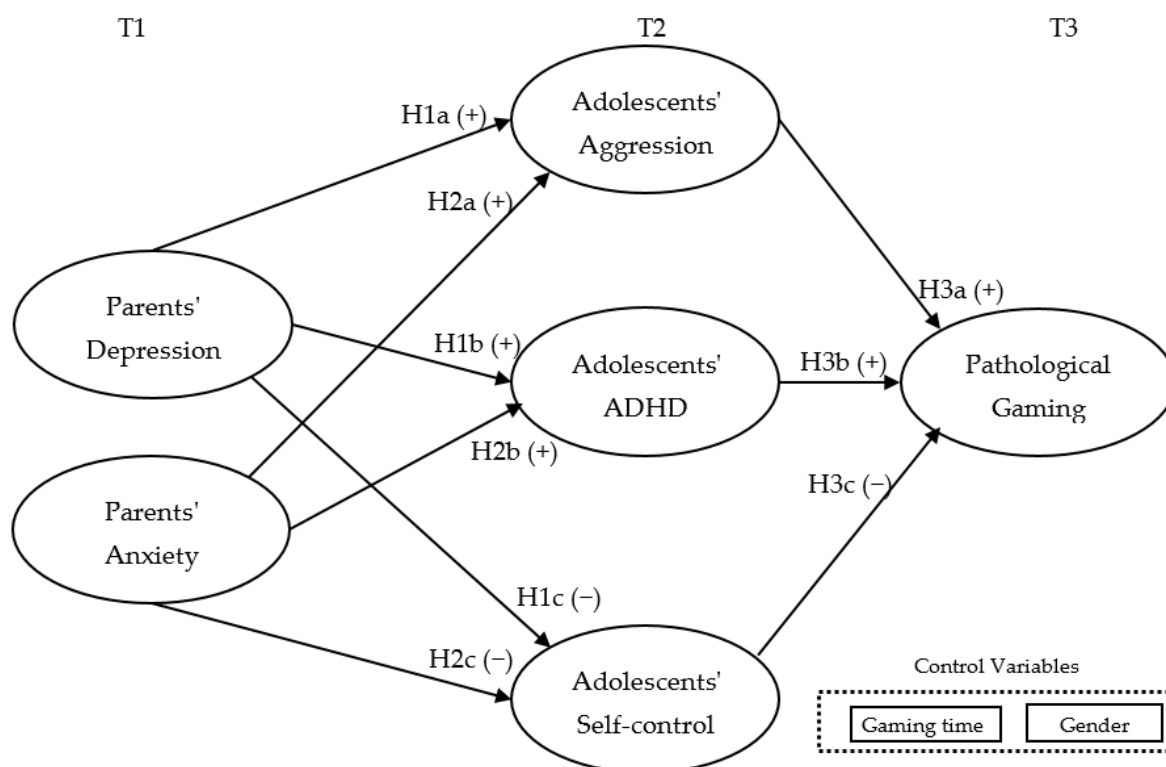 T1
T2
T3
Adolescents'
Aggression
H1a (+)
H2a (+)
Parents'
Depression
H3a (+)
H1b (+)
Adolescents'
ADHD
H3b (+)
Pathological
Gaming
H2b (+)
H3c (−)
Parents'
Anxiety
H1c (−)
H2c (−)
Adolescents'
Self-control
Control Variables
Gaming time
Gender